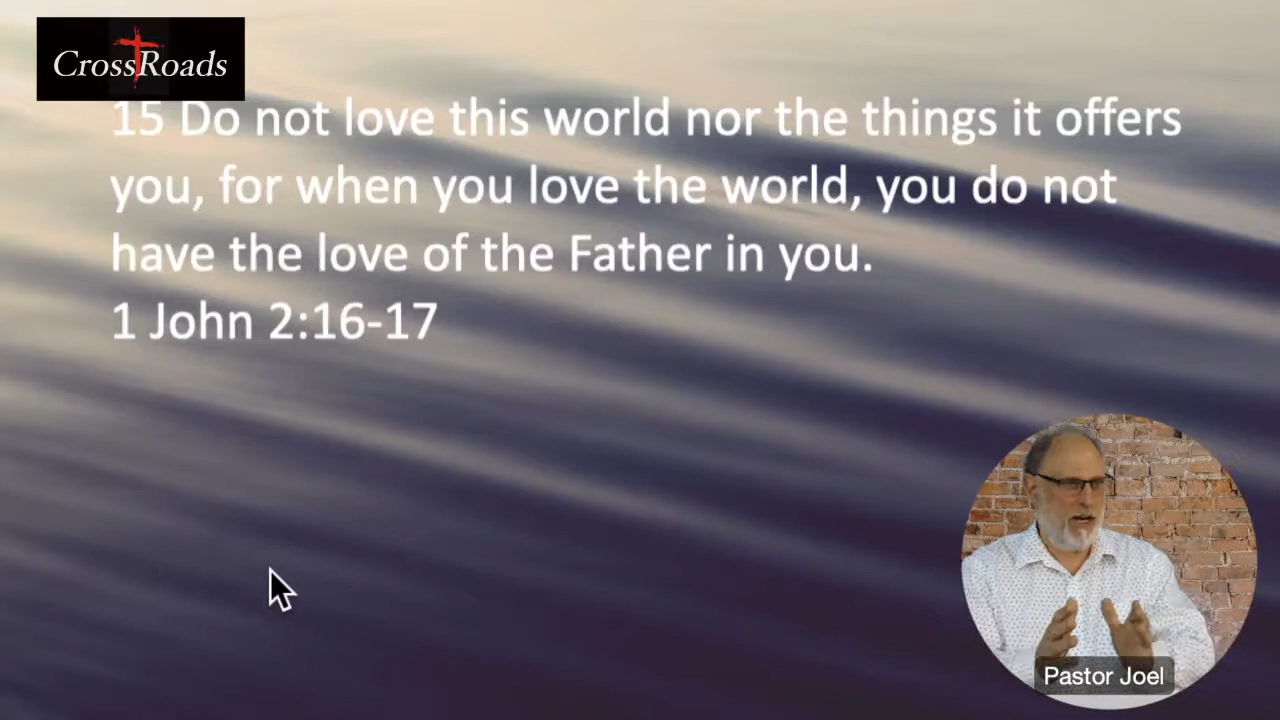 CrossRoads
15 Do not love this world nor the things it offers
you, for when you love the world, you do not
have the love of the Father in you.
1 John 2:16-17
Pastor Joel